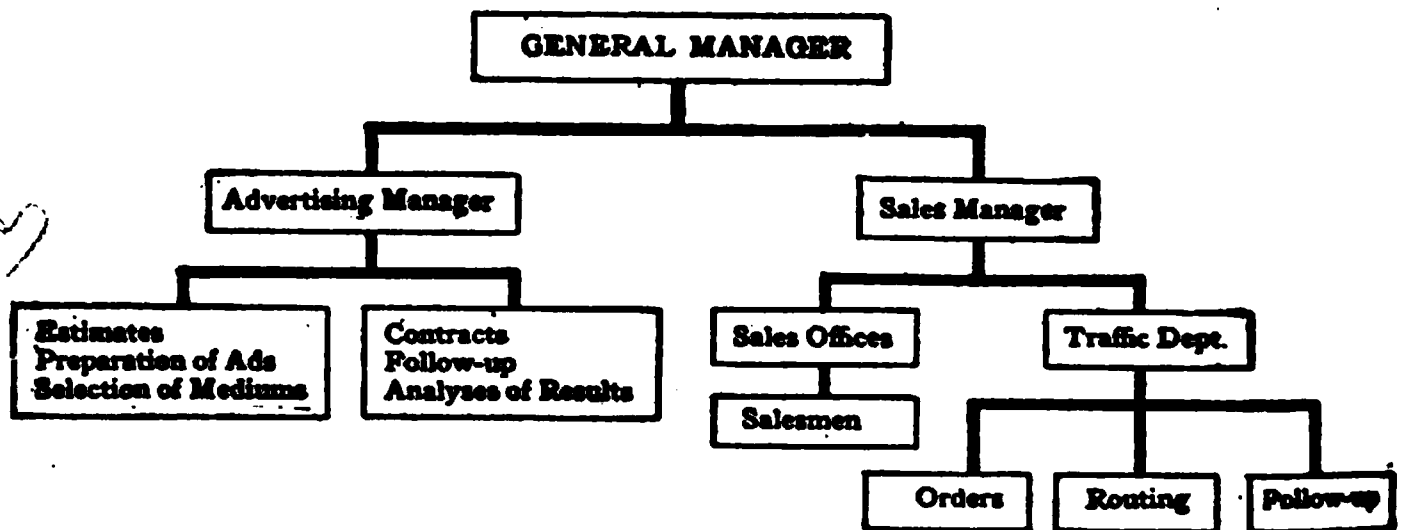 GENERAL MANAGER
Advertising Manager
Sales Manager
Estimates
Preparation of Ads
Selection of Mediums
Contracts
Follow-up
Analyses of Results
Sales Offices
Traffic Dept.
Salesmen
Orders
Routing
Follow-up